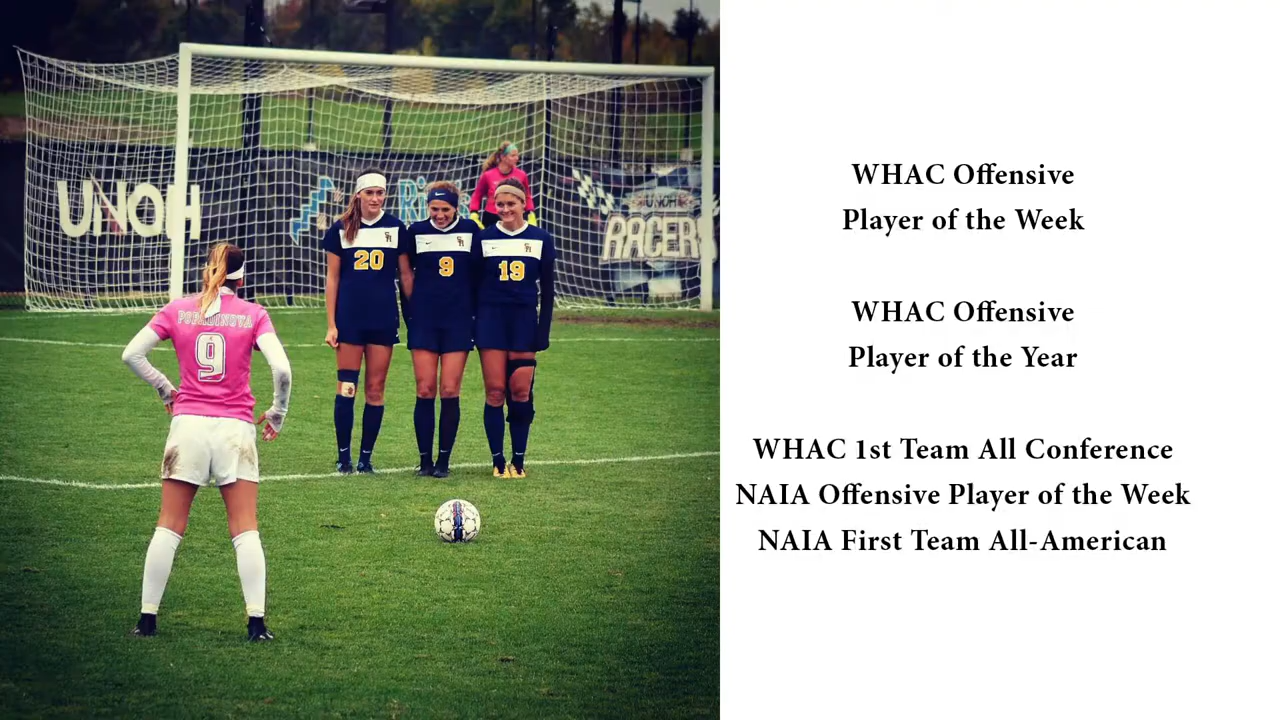 UNOH
UNOH
RACERS
20
9
19
9
WHAC Offensive
Player of the Week
WHAC Offensive
Player of the Year
WHAC 1st Team All Conference
NAIA Offensive Player of the Week
NAIA First Team All-American